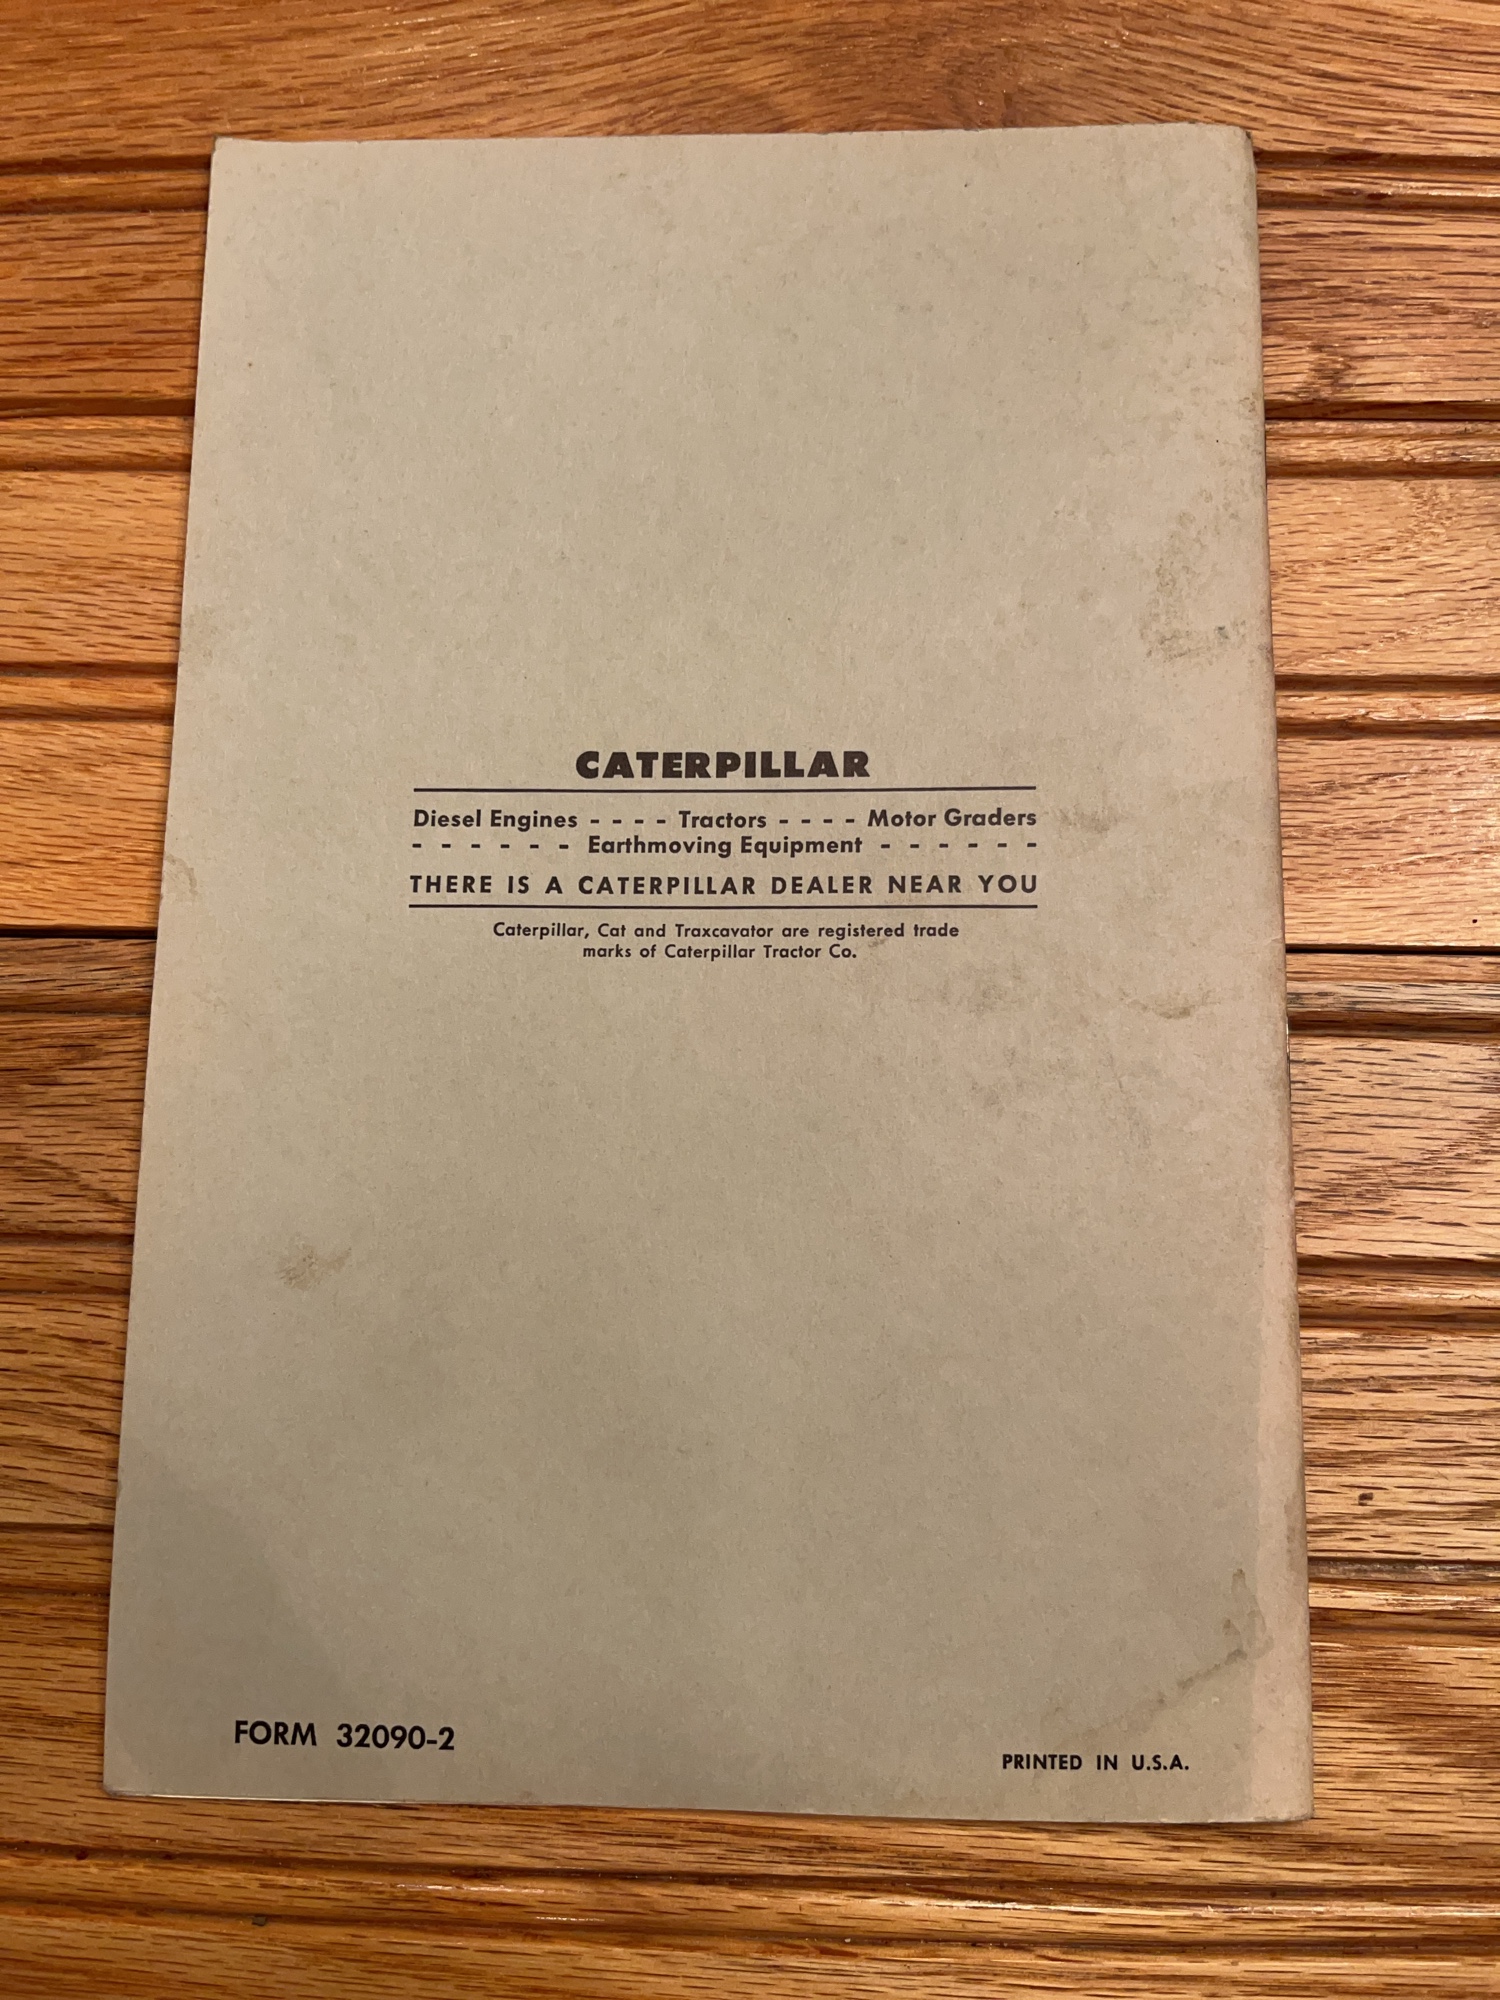 CATERPILLAR
Diesel Engines - - - - Tractors - - - - Motor Graders
- - - - - - Earthmoving Equipment - - - - - -
THERE IS A CATERPILLAR DEALER NEAR YOU
Caterpillar, Cat and Traxcavator are registered trade
marks of Caterpillar Tractor Co.
FORM 32090-2
PRINTED IN U.S.A.